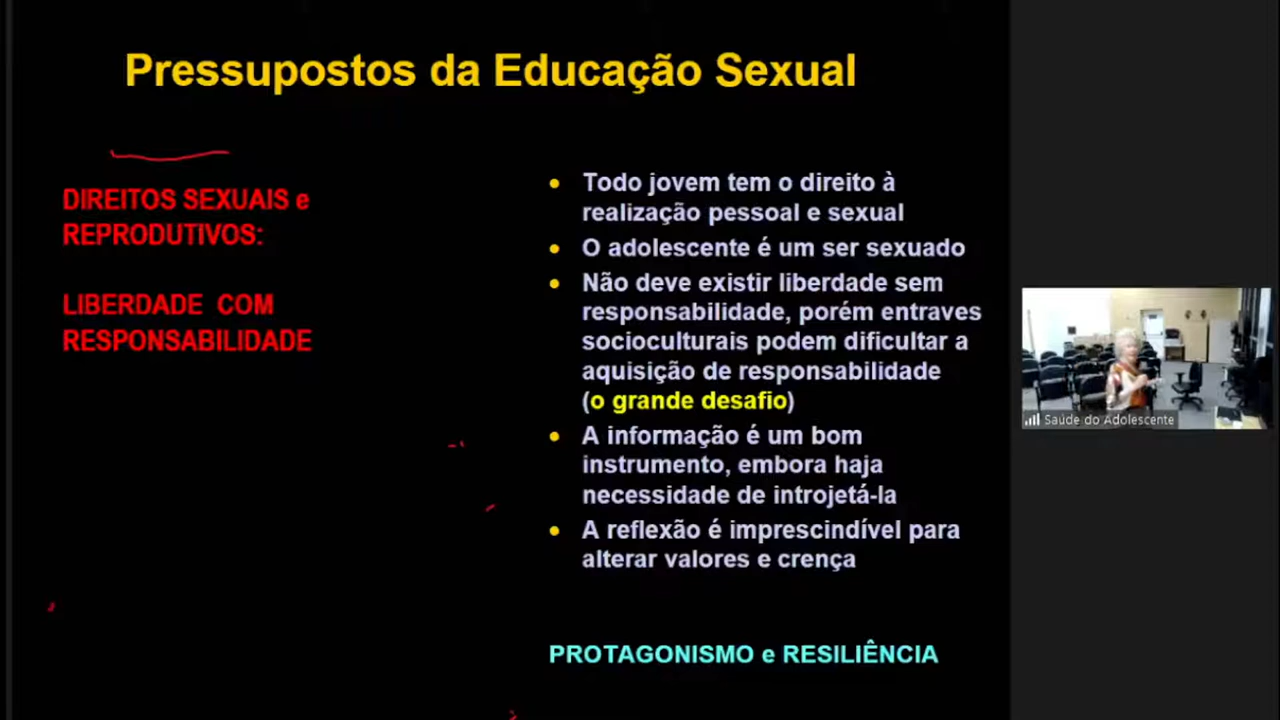 Pressupostos da Educação Sexual
DIREITOS SEXUAIS e
REPRODUTIVOS:
LIBERDADE COM
RESPONSABILIDADE
• Todo jovem tem o direito à
realização pessoal e sexual
• O adolescente é um ser sexuado
• Não deve existir liberdade sem
responsabilidade, porém entraves
socioculturais podem dificultar a
aquisição de responsabilidade
(o grande desafio)
• A informação é um bom
instrumento, embora haja
necessidade de introjetá-la
• A reflexão é imprescindível para
alterar valores e crença
PROTAGONISMO e RESILIÊNCIA
Saúde do Adolescente